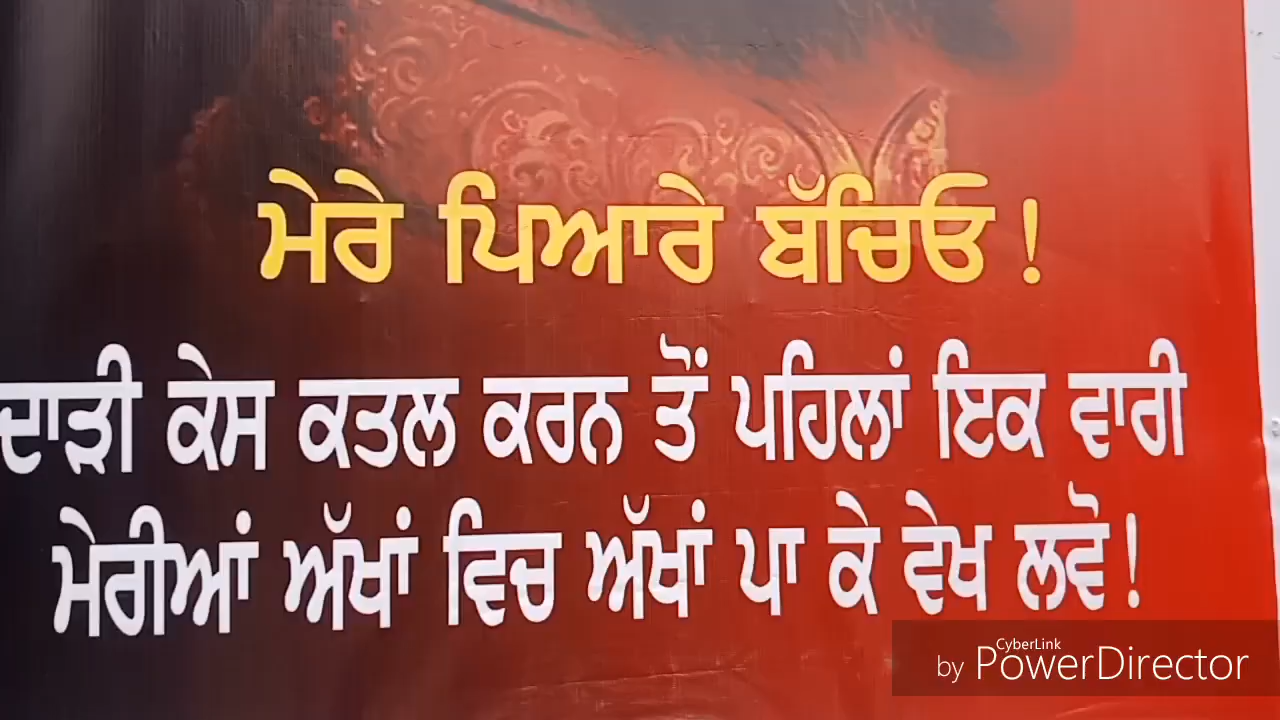 ਮੇਰੇ ਪਿਆਰੇ ਬੱਚਿਓ !
ਦਾੜੀ ਕੇਸ ਕਤਲ ਕਰਨ ਤੋਂ ਪਹਿਲਾਂ ਇਕ ਵਾਰੀ
ਮੇਰੀਆਂ ਅੱਖਾਂ ਵਿਚ ਅੱਖਾਂ ਪਾ ਕੇ ਵੇਖ ਲਵੋ !
CyberLink
by PowerDirector